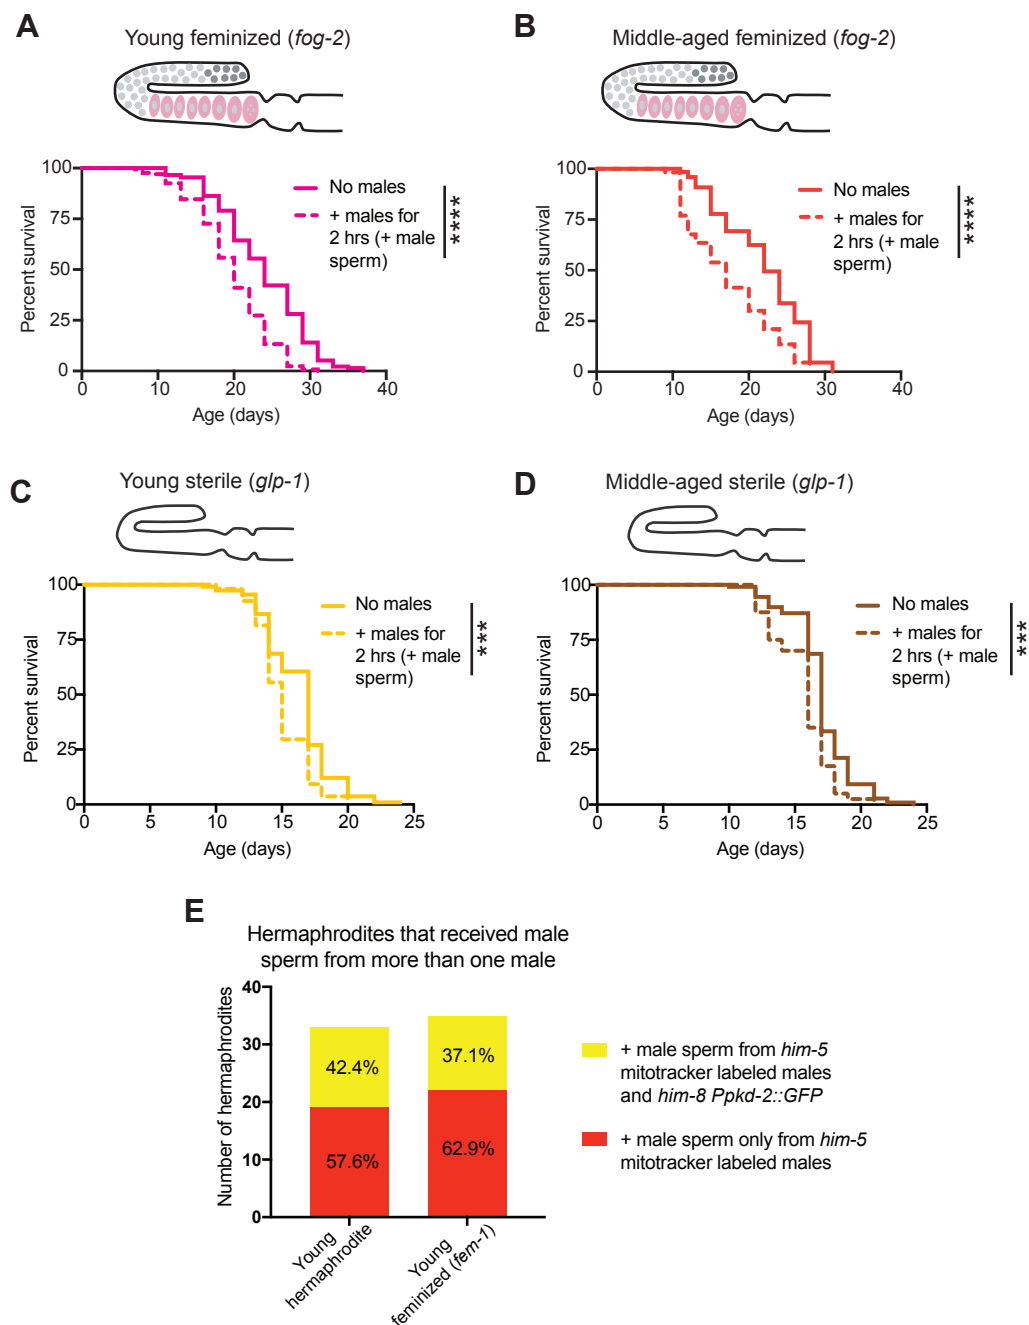 A
Young feminized (fog-2)
100
75
50
25
0
Percent survival
0 10 20 30 40
Age (days)
No males
+ males for
2 hrs (+ male
sperm)
****
B
Middle-aged feminized (fog-2)
100
75
50
25
0
Percent survival
0 10 20 30 40
Age (days)
No males
+ males for
2 hrs (+ male
sperm)
****
C
Young sterile (glp-1)
100
75
50
25
0
Percent survival
0 5 10 15 20 25
Age (days)
No males
+ males for
2 hrs (+ male
sperm)
***
D
Middle-aged sterile (glp-1)
100
75
50
25
0
Percent survival
0 5 10 15 20 25
Age (days)
No males
+ males for
2 hrs (+ male
sperm)
***
E
Hermaphrodites that received male
sperm from more than one male
40
30
20
10
0
Number of hermaphrodites
42.4%
57.6%
37.1%
62.9%
Young
hermaphrodite
Young
feminized (fem-1)
+ male sperm from him-5
mitotracker labeled males
and him-8 Ppkd-2::GFP
+ male sperm only from him-5
mitotracker labeled males